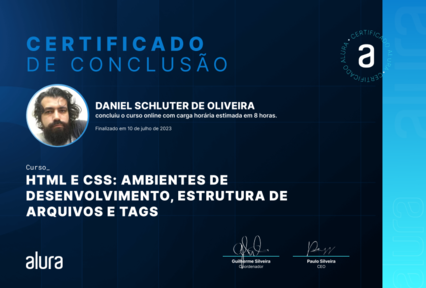 CERTIFICADO
DE CONCLUSÃO
DANIEL SCHLUTER DE OLIVEIRA
concluiu o curso online com carga horária estimada em 8 horas.
Finalizado em 10 de julho de 2023
Curso_
HTML E CSS: AMBIENTES DE
DESENVOLVIMENTO, ESTRUTURA DE
ARQUIVOS E TAGS
alura
Guilherme Silveira
Coordenador
Paulo Silveira
CEO
a
CERTIFICADO ALURA
alura